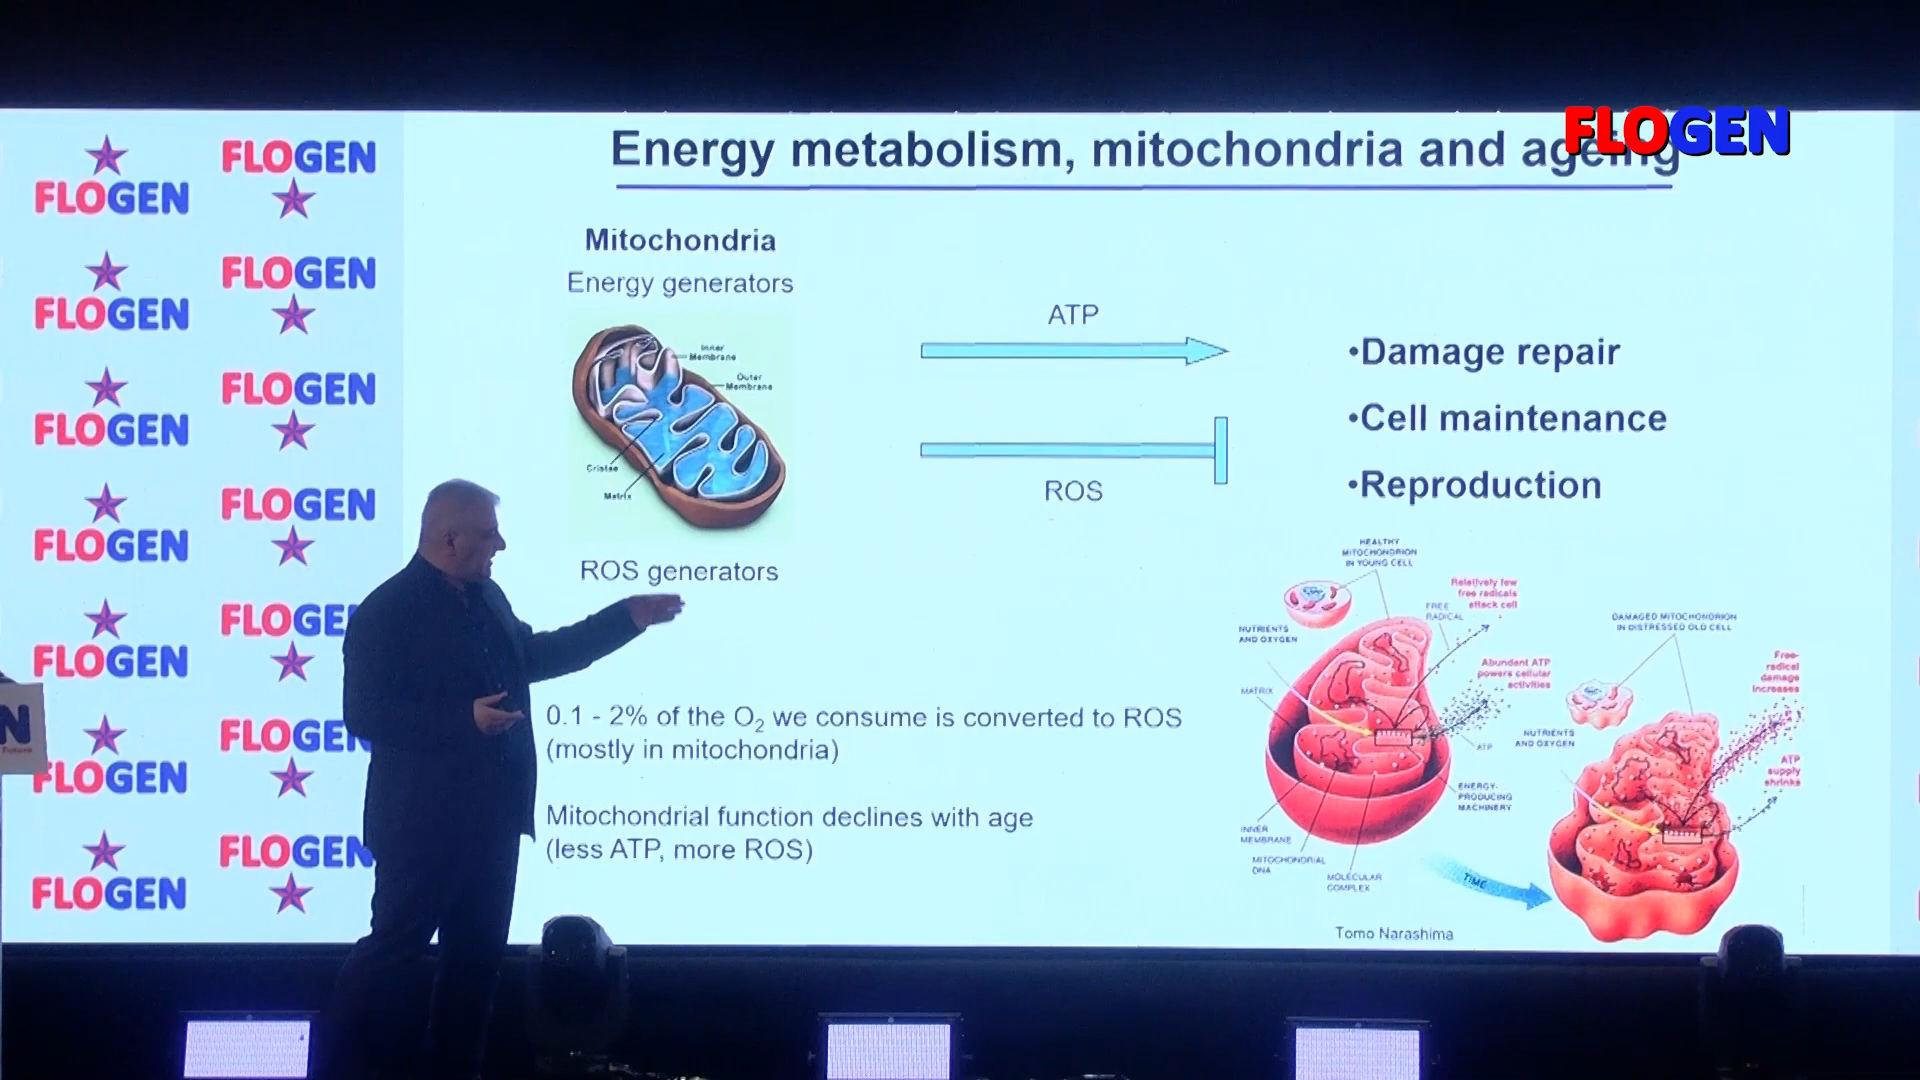 FLOGEN
Energy metabolism, mitochondria and ageing
FLOGEN
FLOGEN
FLOGEN
FLOGEN
FLOGEN
FLOGEN
FLOGEN
FLOGEN
FLOGE
FLOGEN
FLOGEN
FLOGEN
FLOGEN
FLOGEN
N
Future
Mitochondria
Energy generators
Inner
Membrane
Outer
Membrane
Cristae
Matrix
ROS generators
ATP
ROS
•Damage repair
•Cell maintenance
•Reproduction
0.1 - 2% of the O2 we consume is converted to ROS
(mostly in mitochondria)
Mitochondrial function declines with age
(less ATP, more ROS)
HEALTHY
MITOCHONDRION
IN YOUNG CELL
Relatively few
free radicals
attack cell
FREE
RADICAL
NUTRIENTS
AND OXYGEN
Abundant ATP
powers cellular
activities
MATRIX
ATP
ENERGY-
PRODUCING
MACHINERY
INNER
MEMBRANE
MITOCHONDRIAL
DNA
MOLECULAR
COMPLEX
TIME
DAMAGED MITOCHONDRION
IN DISTRESSED OLD CELL
Free-
radical
damage
increases
NUTRIENTS
AND OXYGEN
ATP
supply
shrinks
Tomo Narashima